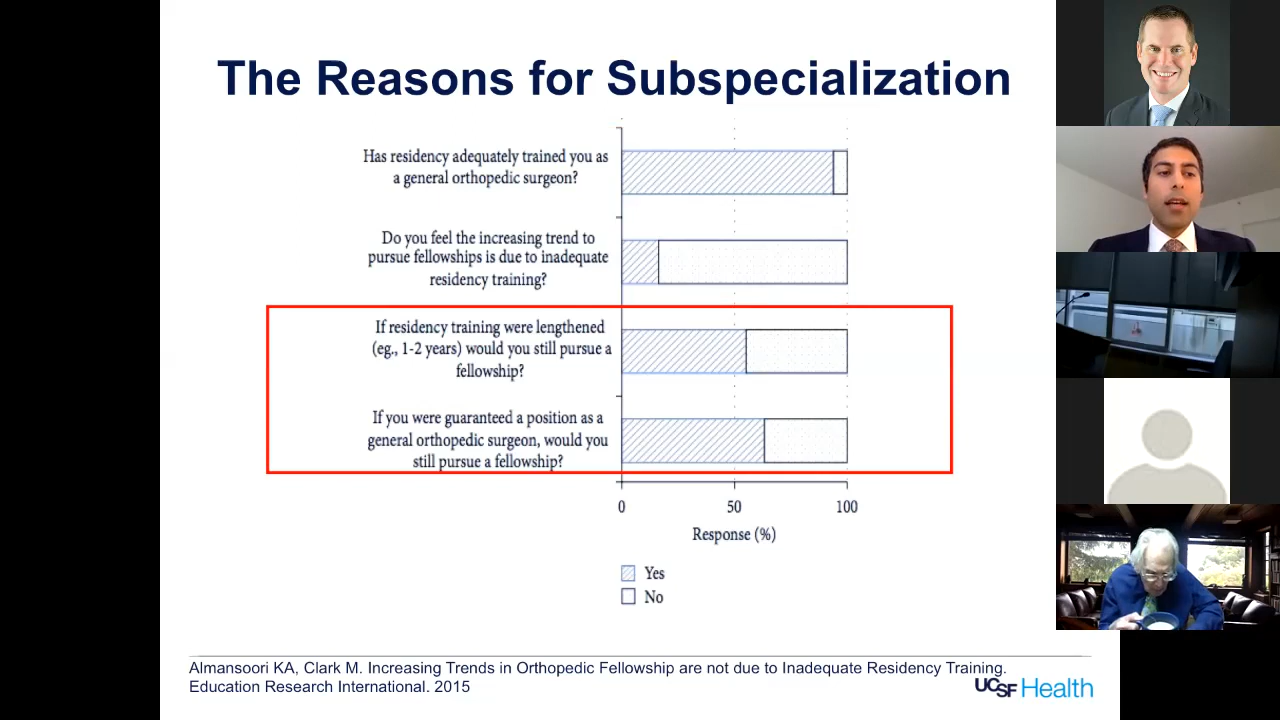 The Reasons for Subspecialization
Has residency adequately trained you as
a general orthopedic surgeon?
Do you feel the increasing trend to
pursue fellowships is due to inadequate
residency training?
If residency training were lengthened
(eg., 1-2 years) would you still pursue a
fellowship?
If you were guaranteed a position as a
general orthopedic surgeon, would you
still pursue a fellowship?
0 50 100
Response (%)
Yes
No
Almansoori KA, Clark M. Increasing Trends in Orthopedic Fellowship are not due to Inadequate Residency Training.
Education Research International. 2015
UCSF Health